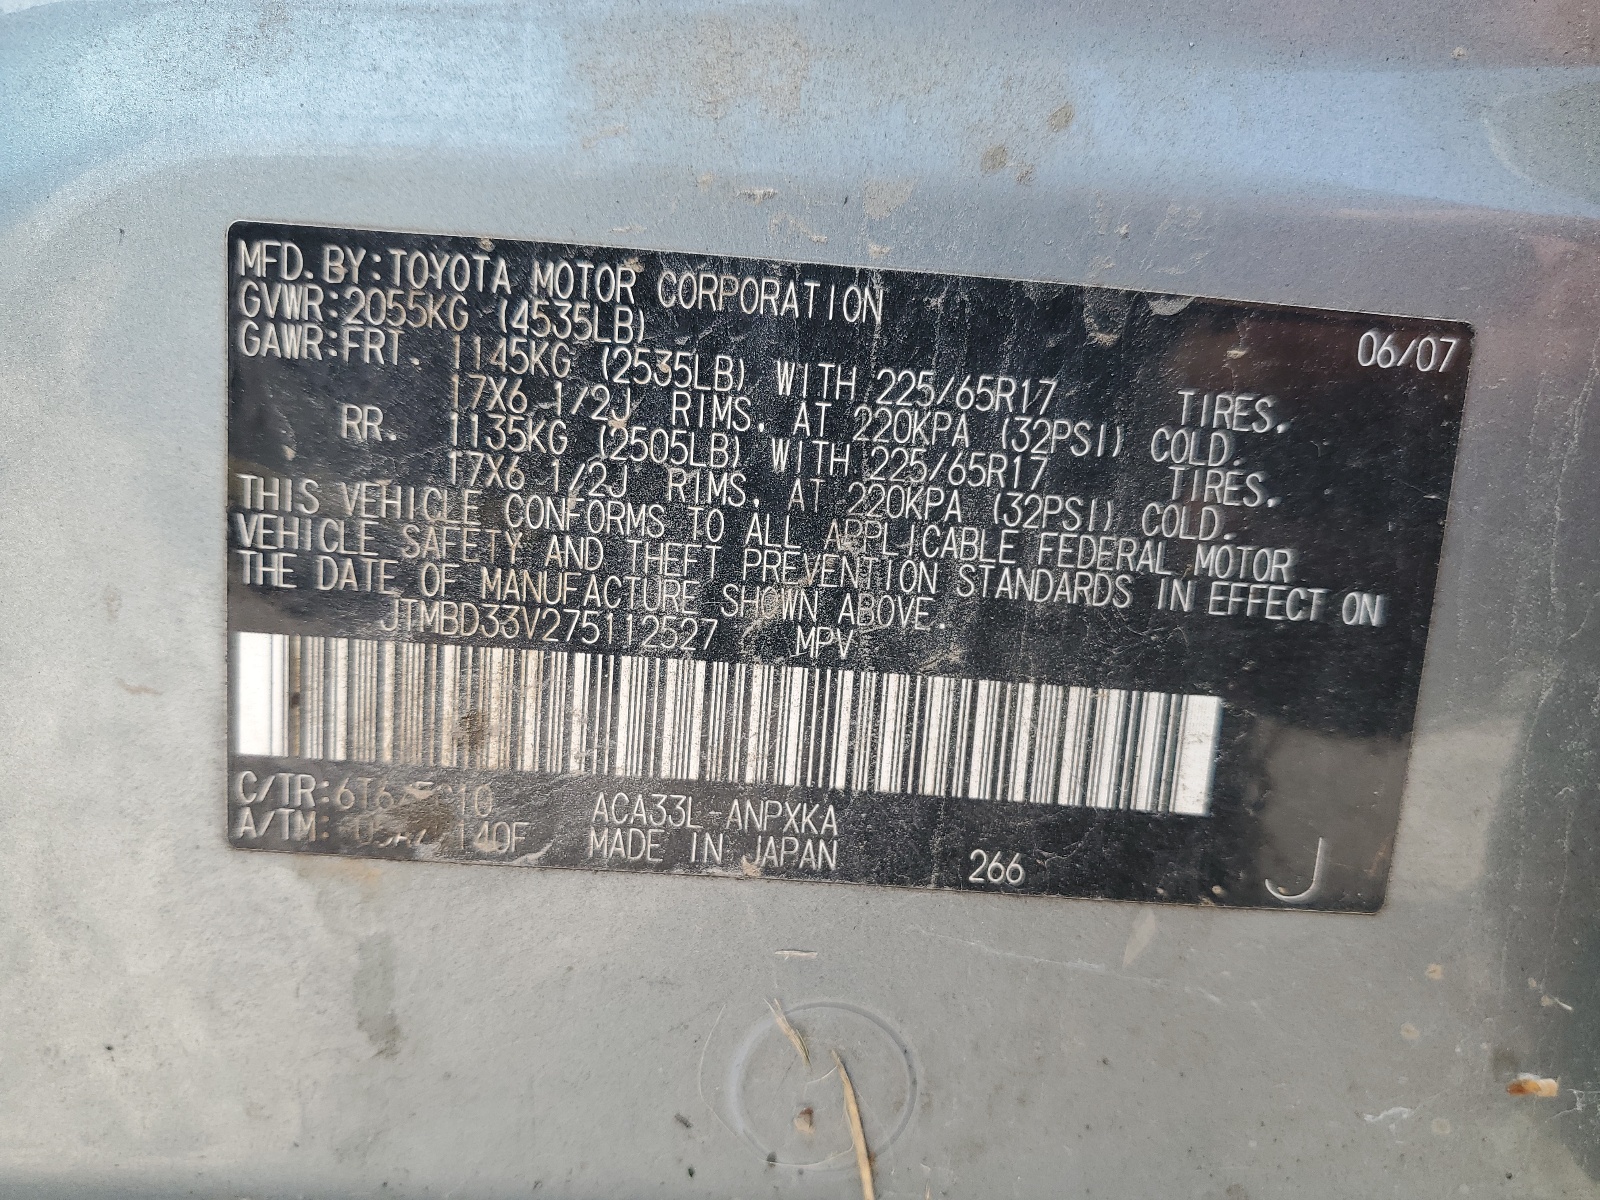 MFD.BY:TOYOTA MOTOR CORPORATION 06/07
GVWR:2055KG (4535LB)
GAWR:FRT. 1145KG (2535LB) WITH 225/65R17 TIRES,
17X6 1/2J RIMS, AT 220KPA (32PSI) COLD.
RR. 1135KG (2505LB) WITH 225/65R17 TIRES,
17X6 1/2J RIMS, AT 220KPA (32PSI) COLD.
THIS VEHICLE CONFORMS TO ALL APPLICABLE FEDERAL MOTOR
VEHICLE SAFETY AND THEFT PREVENTION STANDARDS IN EFFECT ON
THE DATE OF MANUFACTURE SHOWN ABOVE.
JTMBD33V275112527 MPV
C/TR: ACA33L-ANPXKA
A/TM: MADE IN JAPAN 266 J